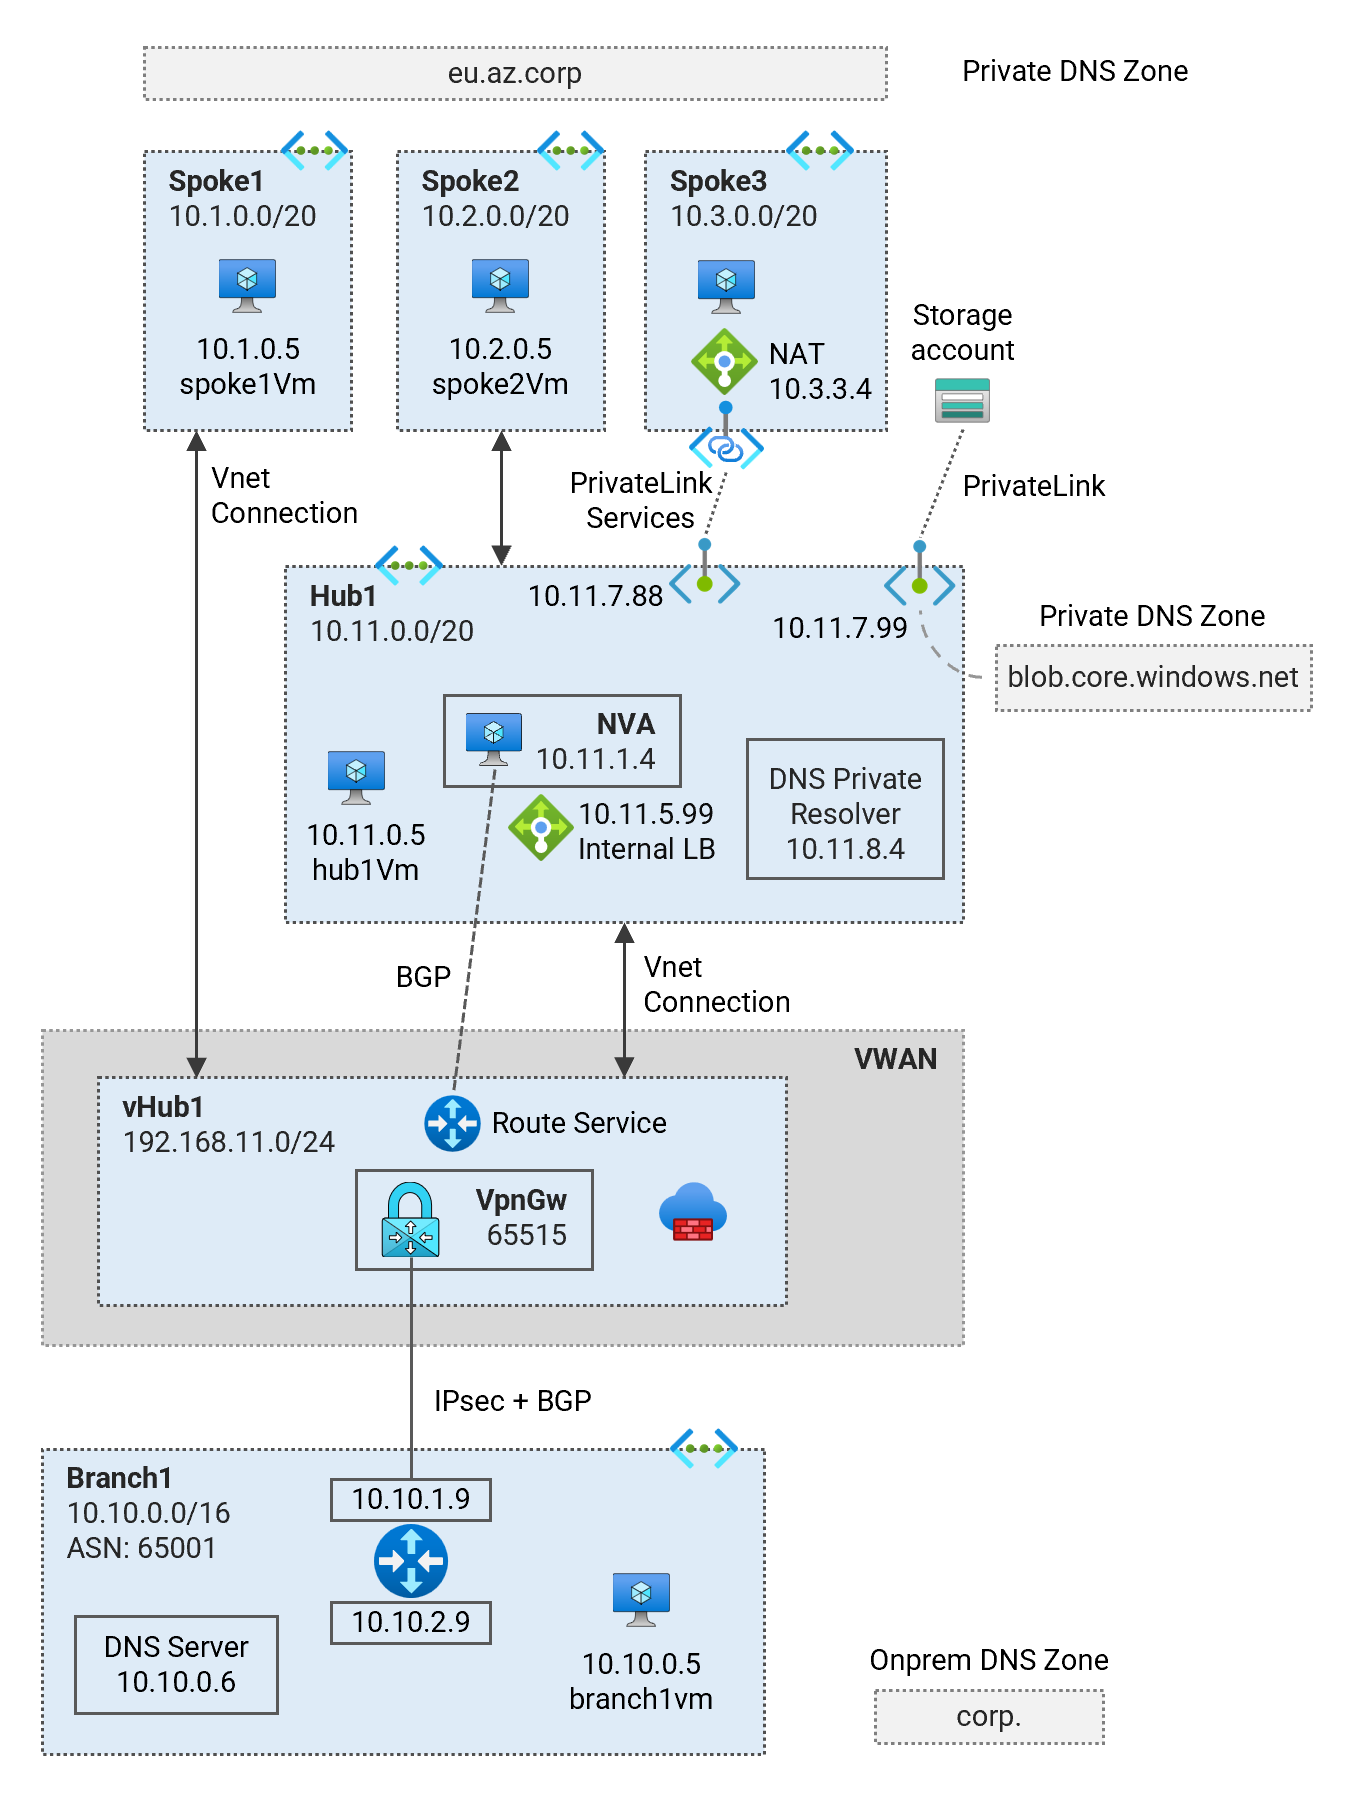 eu.az.corp
Private DNS Zone
Spoke1
10.1.0.0/20
10.1.0.5
spoke1Vm
Spoke2
10.2.0.0/20
10.2.0.5
spoke2Vm
Spoke3
10.3.0.0/20
NAT
10.3.3.4
Storage
account
Vnet
Connection
PrivateLink
Services
PrivateLink
Hub1
10.11.0.0/20
10.11.7.88
10.11.7.99
Private DNS Zone
blob.core.windows.net
NVA
10.11.1.4
10.11.0.5
hub1Vm
10.11.5.99
Internal LB
DNS Private
Resolver
10.11.8.4
BGP
Vnet
Connection
VWAN
vHub1
192.168.11.0/24
Route Service
VpnGw
65515
IPsec + BGP
Branch1
10.10.0.0/16
ASN: 65001
10.10.1.9
10.10.2.9
DNS Server
10.10.0.6
10.10.0.5
branch1vm
Onprem DNS Zone
corp.